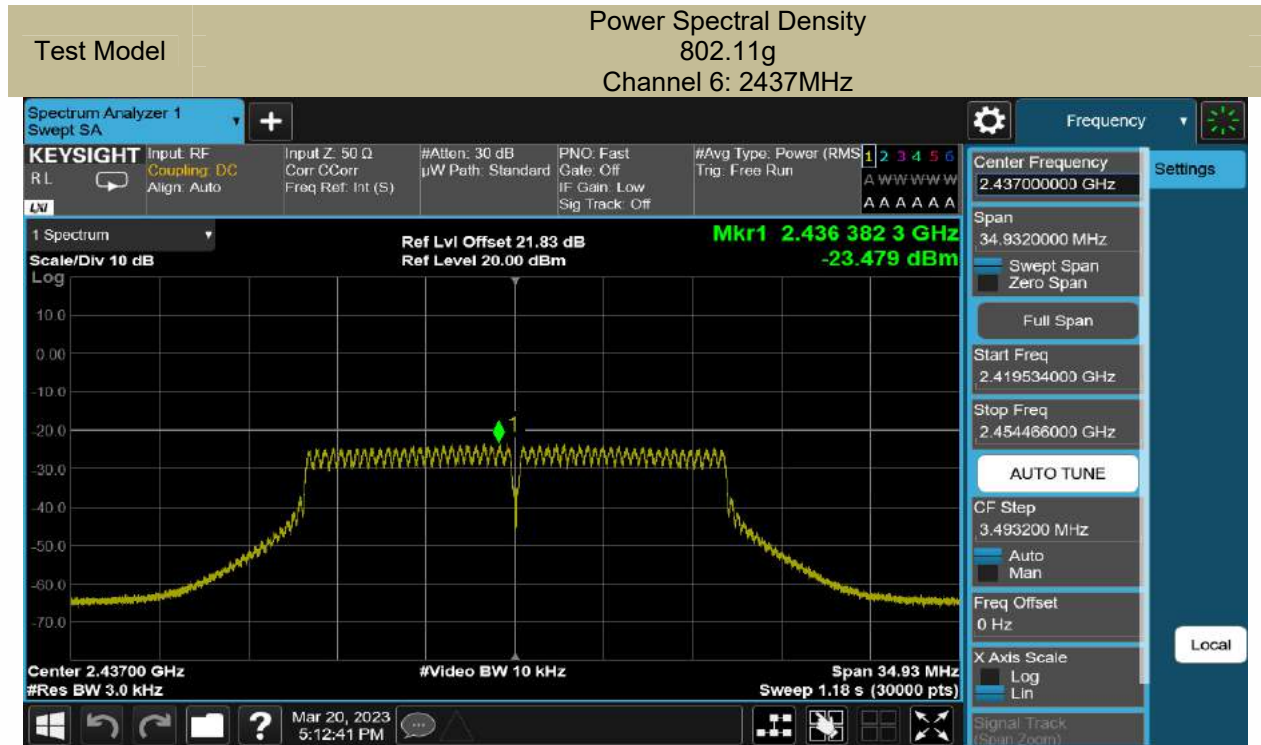 Test Model
Power Spectral Density
802.11g
Channel 6: 2437MHz
Spectrum Analyzer 1
Swept SA
+
Frequency
KEYSIGHT
R L
LXI
Input: RF
Coupling: DC
Align: Auto
Input Z: 50 Ω
Corr CCorr
Freq Ref: Int (S)
#Atten: 30 dB
µW Path: Standard
PNO: Fast
Gate: Off
IF Gain: Low
Sig Track: Off
#Avg Type: Power (RMS
Trig: Free Run
1 2 3 4 5 6
A W W W W W
A A A A A A
1 Spectrum
Scale/Div 10 dB
Log
Ref Lvl Offset 21.83 dB
Ref Level 20.00 dBm
Mkr1 2.436 382 3 GHz
-23.479 dBm
10.0
0.00
-10.0
-20.0
-30.0
-40.0
-50.0
-60.0
-70.0
1
Center 2.43700 GHz
#Res BW 3.0 kHz
#Video BW 10 kHz
Span 34.93 MHz
Sweep 1.18 s (30000 pts)
Center Frequency
2.437000000 GHz
Settings
Span
34.9320000 MHz
Swept Span
Zero Span
Full Span
Start Freq
2.419534000 GHz
Stop Freq
2.454466000 GHz
AUTO TUNE
CF Step
3.493200 MHz
Auto
Man
Freq Offset
0 Hz
X Axis Scale
Log
Lin
Signal Track
(Span Zoom)
Local
?
Mar 20, 2023
5:12:41 PM